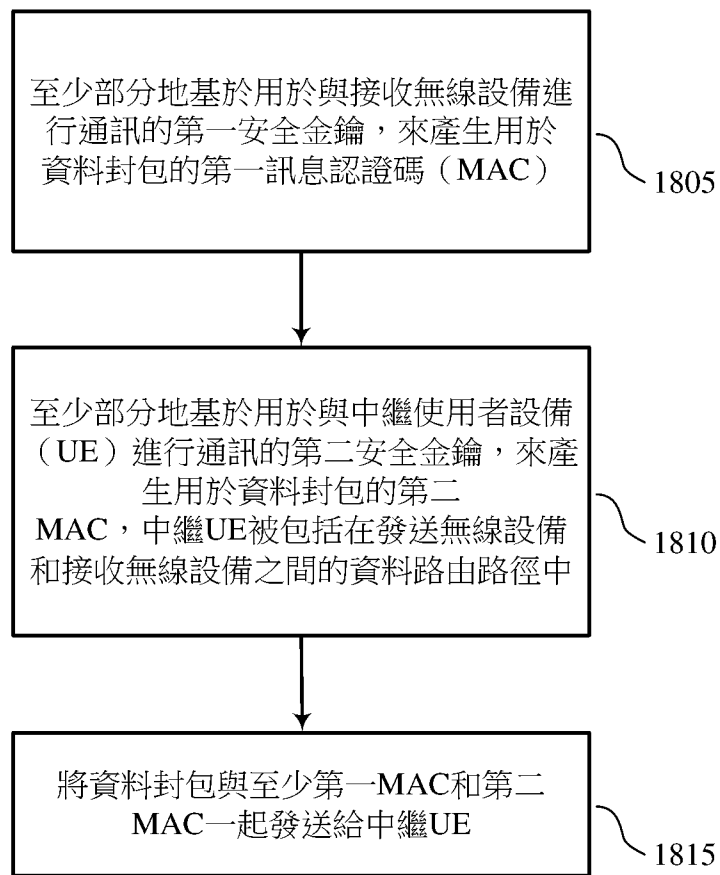 至少部分地基於用於與接收無線設備進
行通訊的第一安全金鑰，來產生用於
資料封包的第一訊息認證碼（MAC）
1805
至少部分地基於用於與中繼使用者設備
（UE）進行通訊的第二安全金鑰，來產
生用於資料封包的第二
MAC，中繼UE被包括在發送無線設備
和接收無線設備之間的資料路由路徑中
1810
將資料封包與至少第一MAC和第二
MAC一起發送給中繼UE
1815